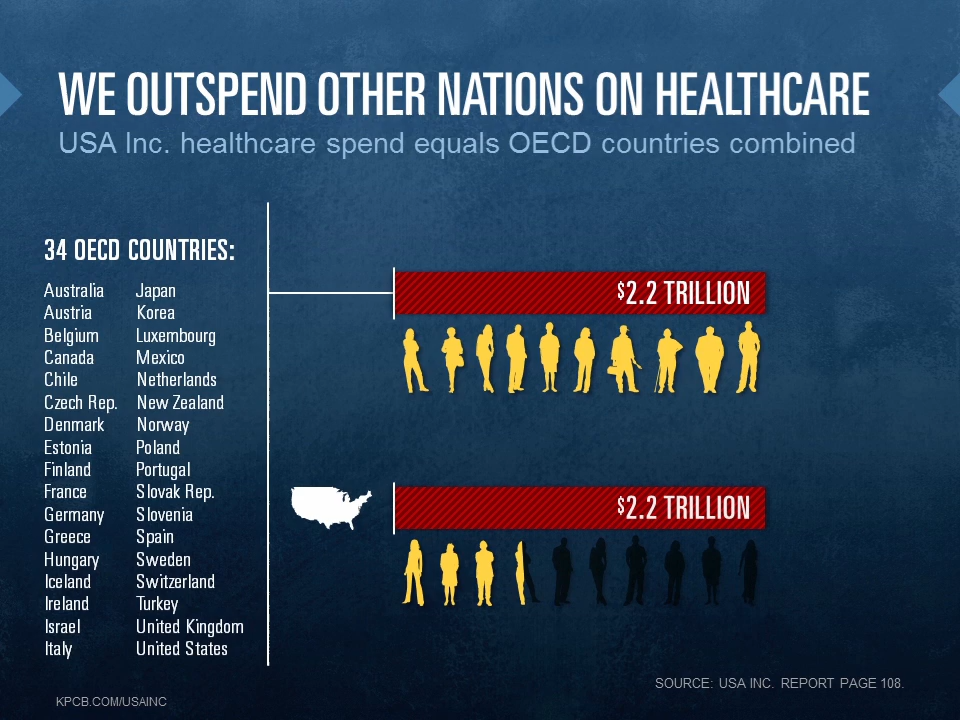 WE OUTSPEND OTHER NATIONS ON HEALTHCARE
USA Inc. healthcare spend equals OECD countries combined
34 OECD COUNTRIES:
Australia
Austria
Belgium
Canada
Chile
Czech Rep.
Denmark
Estonia
Finland
France
Germany
Greece
Hungary
Iceland
Ireland
Israel
Italy
Japan
Korea
Luxembourg
Mexico
Netherlands
New Zealand
Norway
Poland
Portugal
Slovak Rep.
Slovenia
Spain
Sweden
Switzerland
Turkey
United Kingdom
United States
$2.2 TRILLION
$2.2 TRILLION
SOURCE: USA INC. REPORT PAGE 108.
KPCB.COM/USAINC